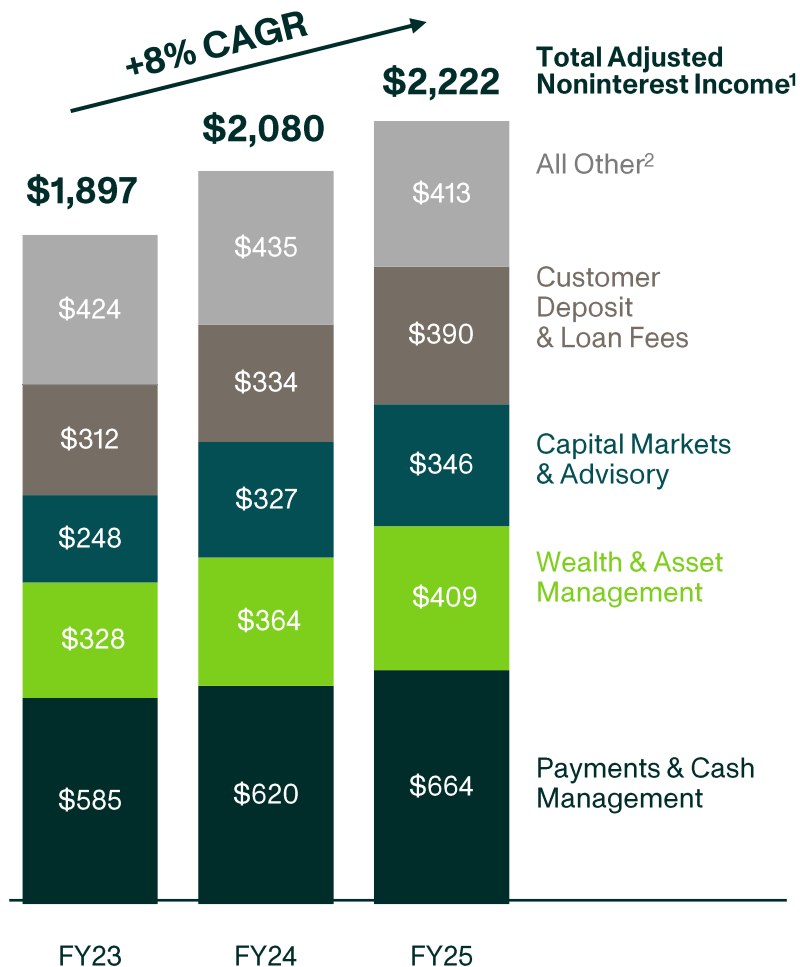 +8% CAGR
Total Adjusted
Noninterest Income¹
$1,897
$2,080
$2,222
All Other²
$424
$435
$413
Customer
Deposit
& Loan Fees
$312
$334
$390
Capital Markets
& Advisory
$248
$327
$346
Wealth & Asset
Management
$328
$364
$409
Payments & Cash
Management
$585
$620
$664
FY23
FY24
FY25